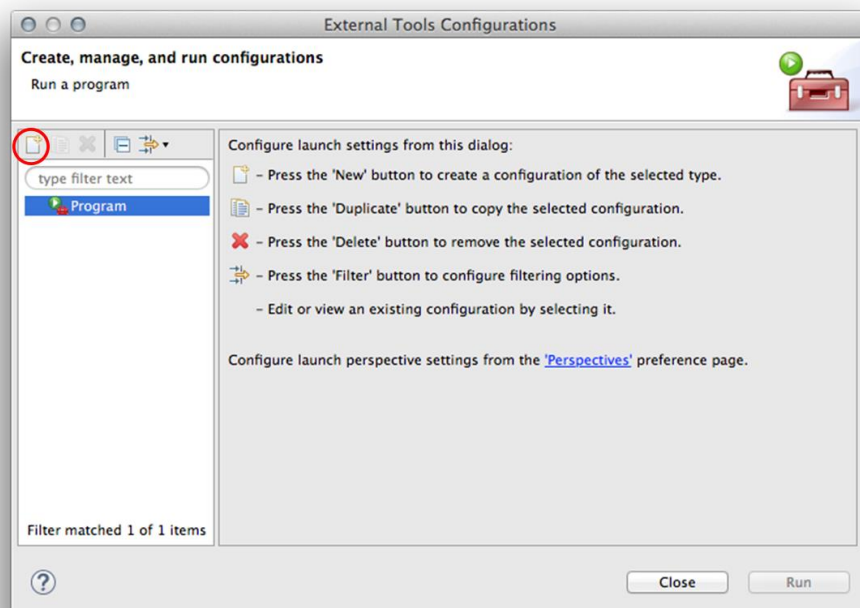 External Tools Configurations
Create, manage, and run configurations
Run a program
type filter text
Program
Filter matched 1 of 1 items
Configure launch settings from this dialog:
– Press the 'New' button to create a configuration of the selected type.
– Press the 'Duplicate' button to copy the selected configuration.
– Press the 'Delete' button to remove the selected configuration.
– Press the 'Filter' button to configure filtering options.
– Edit or view an existing configuration by selecting it.
Configure launch perspective settings from the 'Perspectives' preference page.
?
Close
Run